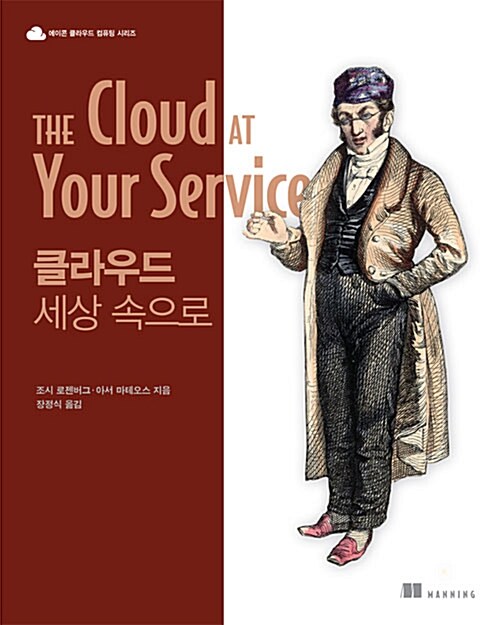 에이콘 클라우드 컴퓨팅 시리즈
THE Cloud AT
Your Service
클라우드
세상 속으로
조시 로젠버그·아서 마테오스 지음
장정식 옮김
MANNING